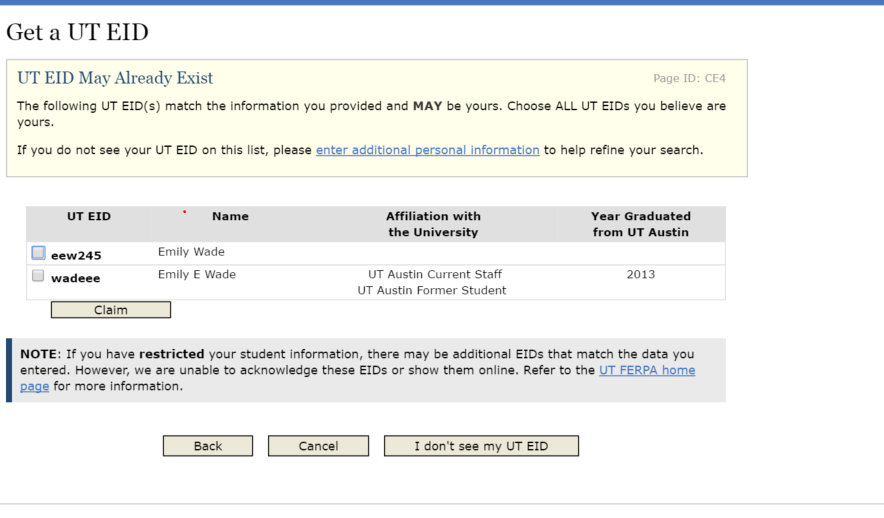 Get a UT EID
UT EID May Already Exist
Page ID: CE4
The following UT EID(s) match the information you provided and MAY be yours. Choose ALL UT EIDs you believe are
yours.
If you do not see your UT EID on this list, please enter additional personal information to help refine your search.
UT EID Name Affiliation with the University Year Graduated from UT Austin
eew245 Emily Wade
wadeee Emily E Wade UT Austin Current Staff 2013
UT Austin Former Student
Claim
NOTE: If you have restricted your student information, there may be additional EIDs that match the data you
entered. However, we are unable to acknowledge these EIDs or show them online. Refer to the UT FERPA home
page for more information.
Back Cancel I don't see my UT EID